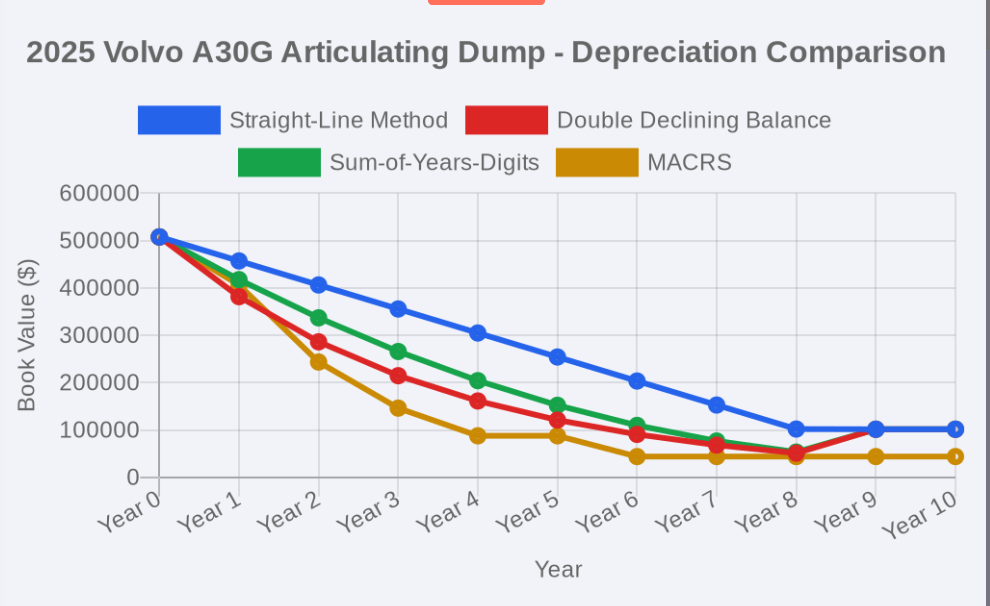 2025 Volvo A30G Articulating Dump - Depreciation Comparison
Straight-Line Method Double Declining Balance
Sum-of-Years-Digits MACRS
600000
500000
400000
300000
200000
100000
0
Book Value ($)
Year 0 Year 1 Year 2 Year 3 Year 4 Year 5 Year 6 Year 7 Year 8 Year 9 Year 10
Year